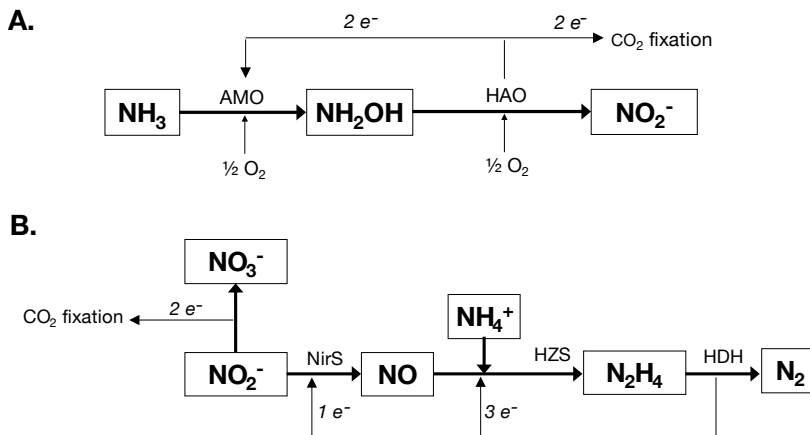 A.
2 e⁻ 2 e⁻
CO₂ fixation
AMO HAO
NH₃ NH₂OH NO₂⁻
½ O₂ ½ O₂
B.
NO₃⁻
CO₂ fixation 2 e⁻
NH₄⁺
NirS HZS HDH
NO₂⁻ NO N₂H₄ N₂
1 e⁻ 3 e⁻